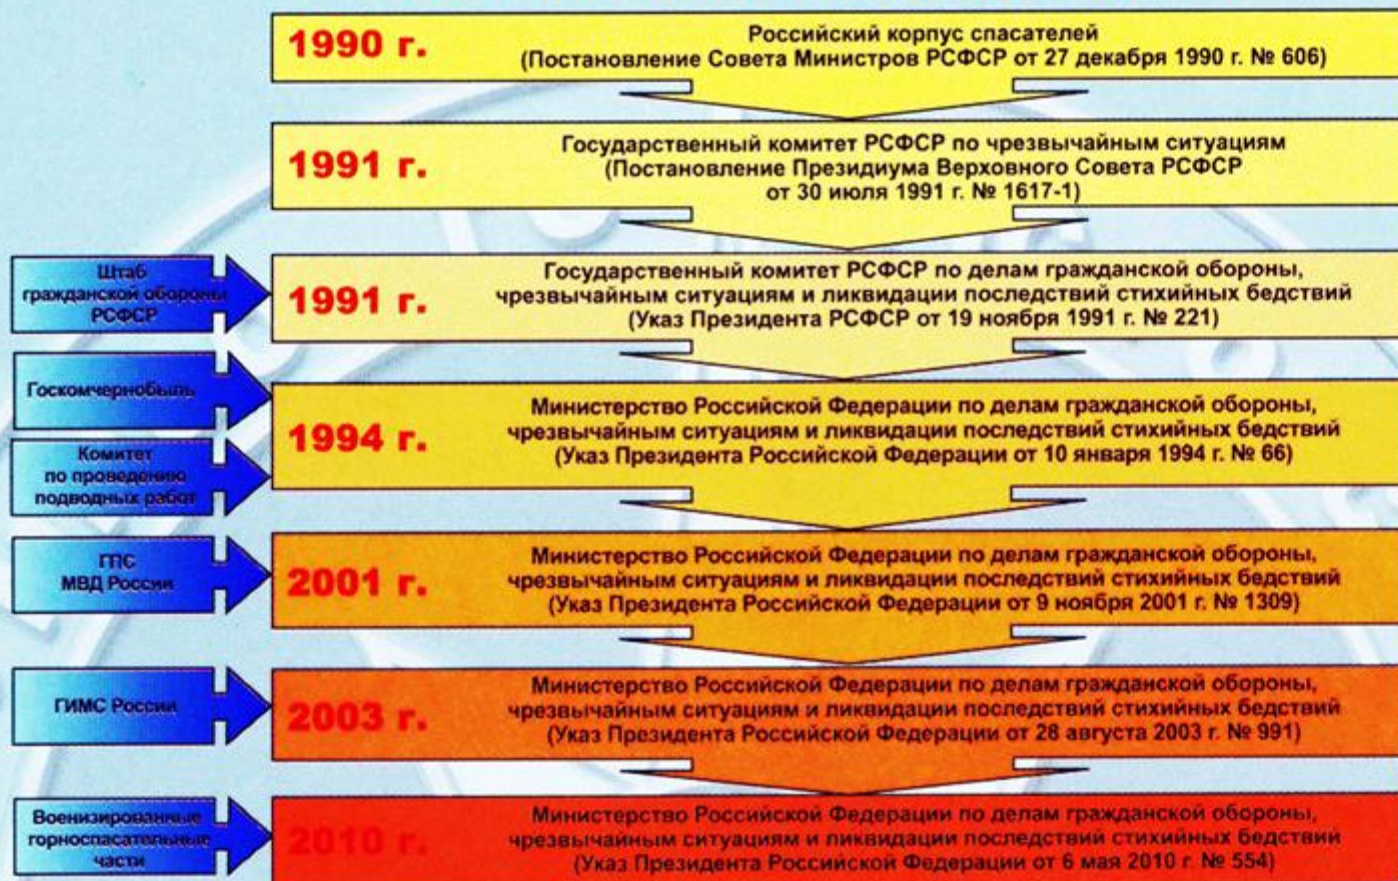 1990 г.
Российский корпус спасателей
(Постановление Совета Министров РСФСР от 27 декабря 1990 г. № 606)
1991 г.
Государственный комитет РСФСР по чрезвычайным ситуациям
(Постановление Президиума Верховного Совета РСФСР
от 30 июля 1991 г. № 1617-1)
Штаб
гражданской обороны
РСФСР
1991 г.
Государственный комитет РСФСР по делам гражданской обороны,
чрезвычайным ситуациям и ликвидации последствий стихийных бедствий
(Указ Президента РСФСР от 19 ноября 1991 г. № 221)
Госкомчернобыль
Комитет
по проведению
подводных работ
1994 г.
Министерство Российской Федерации по делам гражданской обороны,
чрезвычайным ситуациям и ликвидации последствий стихийных бедствий
(Указ Президента Российской Федерации от 10 января 1994 г. № 66)
ГПС
МВД России
2001 г.
Министерство Российской Федерации по делам гражданской обороны,
чрезвычайным ситуациям и ликвидации последствий стихийных бедствий
(Указ Президента Российской Федерации от 9 ноября 2001 г. № 1309)
ГИМС России
2003 г.
Министерство Российской Федерации по делам гражданской обороны,
чрезвычайным ситуациям и ликвидации последствий стихийных бедствий
(Указ Президента Российской Федерации от 28 августа 2003 г. № 991)
Военизированные
горноспасательные
части
2010 г.
Министерство Российской Федерации по делам гражданской обороны,
чрезвычайным ситуациям и ликвидации последствий стихийных бедствий
(Указ Президента Российской Федерации от 6 мая 2010 г. № 554)